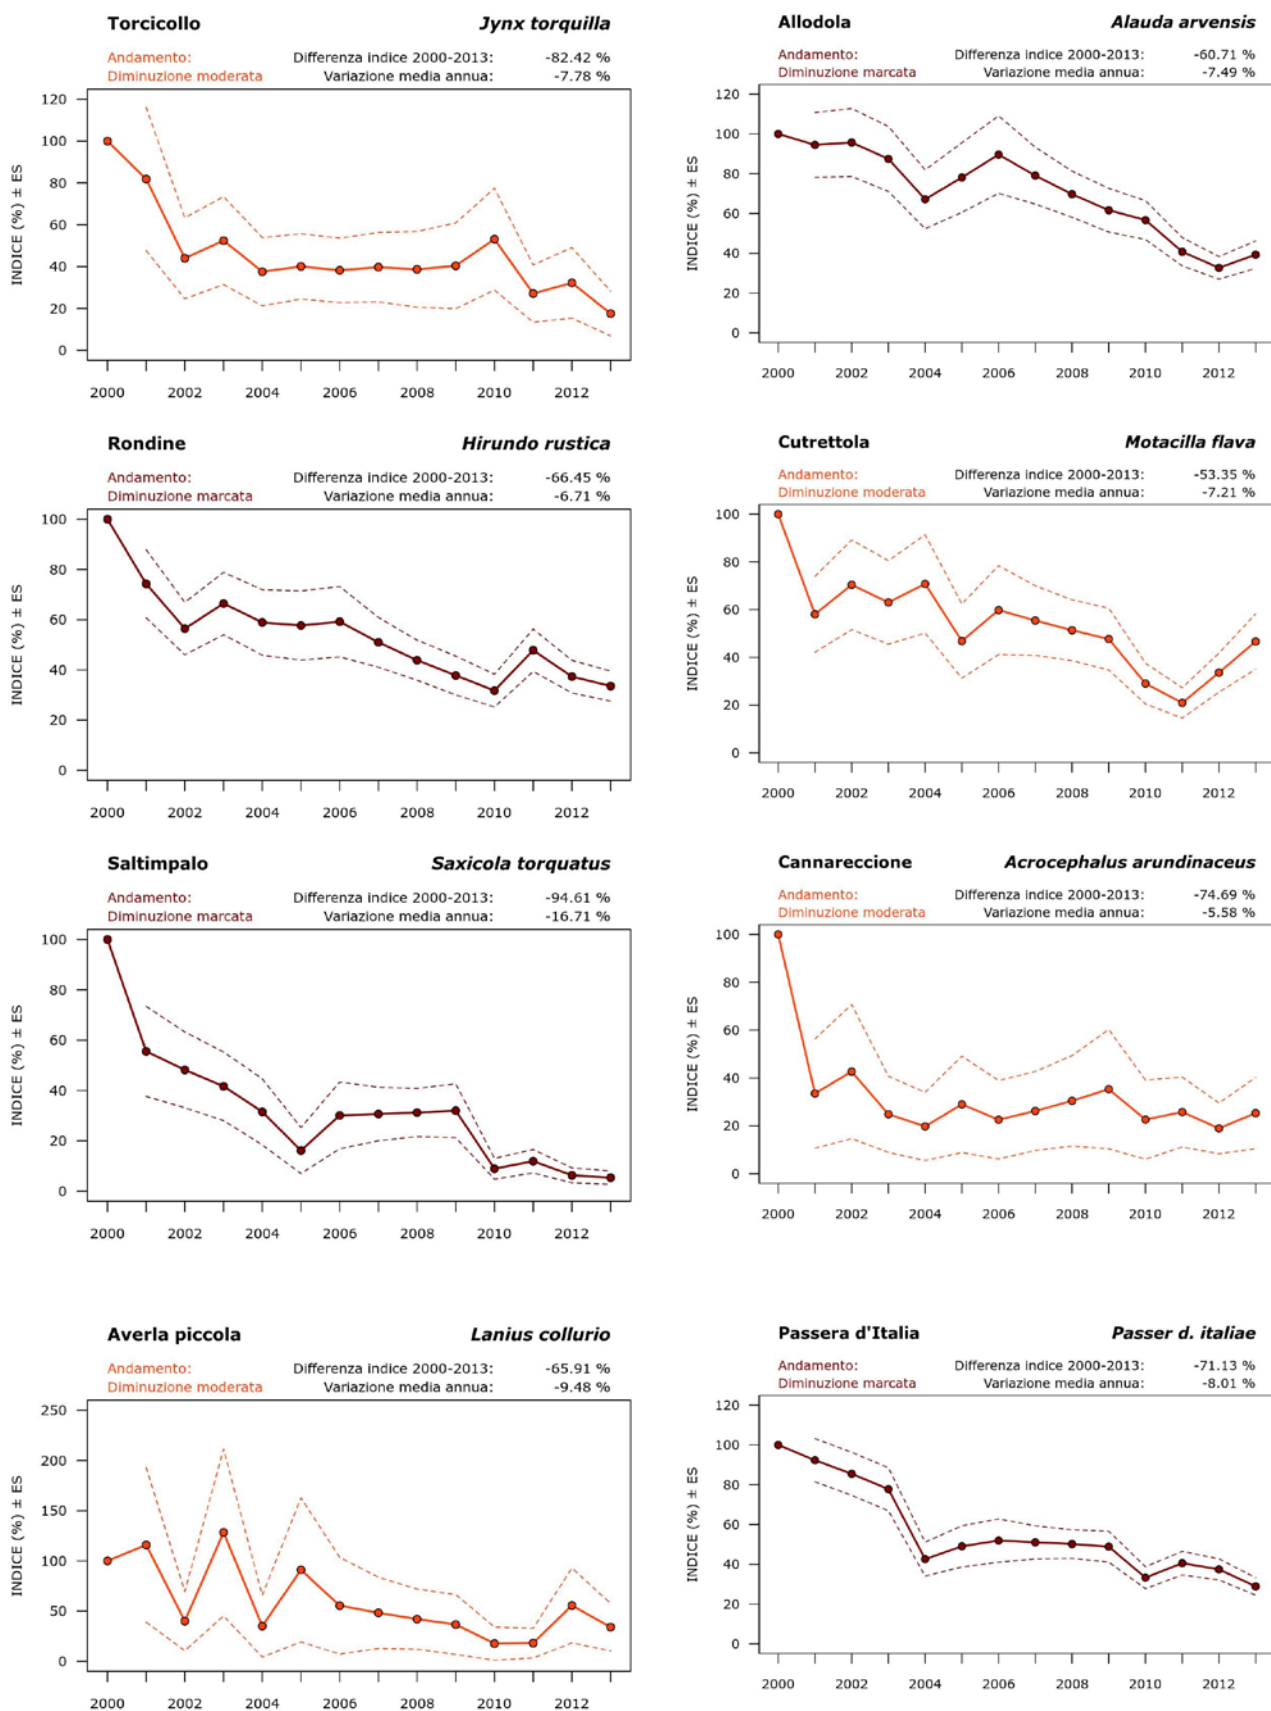 Torcicollo Jynx torquilla
Andamento: Differenza indice 2000-2013: -82.42 %
Diminuzione moderata Variazione media annua: -7.78 %
120
100
80
60
40
20
0
INDICE (%) ± ES
2000 2002 2004 2006 2008 2010 2012
Allodola Alauda arvensis
Andamento: Differenza indice 2000-2013: -60.71 %
Diminuzione marcata Variazione media annua: -7.49 %
120
100
80
60
40
20
0
INDICE (%) ± ES
2000 2002 2004 2006 2008 2010 2012
Rondine Hirundo rustica
Andamento: Differenza indice 2000-2013: -66.45 %
Diminuzione marcata Variazione media annua: -6.71 %
100
80
60
40
20
0
INDICE (%) ± ES
2000 2002 2004 2006 2008 2010 2012
Cutrettola Motacilla flava
Andamento: Differenza indice 2000-2013: -53.35 %
Diminuzione moderata Variazione media annua: -7.21 %
100
80
60
40
20
0
INDICE (%) ± ES
2000 2002 2004 2006 2008 2010 2012
Saltimpalo Saxicola torquatus
Andamento: Differenza indice 2000-2013: -94.61 %
Diminuzione marcata Variazione media annua: -16.71 %
100
80
60
40
20
0
INDICE (%) ± ES
2000 2002 2004 2006 2008 2010 2012
Cannareccione Acrocephalus arundinaceus
Andamento: Differenza indice 2000-2013: -74.69 %
Diminuzione moderata Variazione media annua: -5.58 %
100
80
60
40
20
0
INDICE (%) ± ES
2000 2002 2004 2006 2008 2010 2012
Averla piccola Lanius collurio
Andamento: Differenza indice 2000-2013: -65.91 %
Diminuzione moderata Variazione media annua: -9.48 %
250
200
150
100
50
0
INDICE (%) ± ES
2000 2002 2004 2006 2008 2010 2012
Passera d'Italia Passer d. italiae
Andamento: Differenza indice 2000-2013: -71.13 %
Diminuzione marcata Variazione media annua: -8.01 %
120
100
80
60
40
20
0
INDICE (%) ± ES
2000 2002 2004 2006 2008 2010 2012